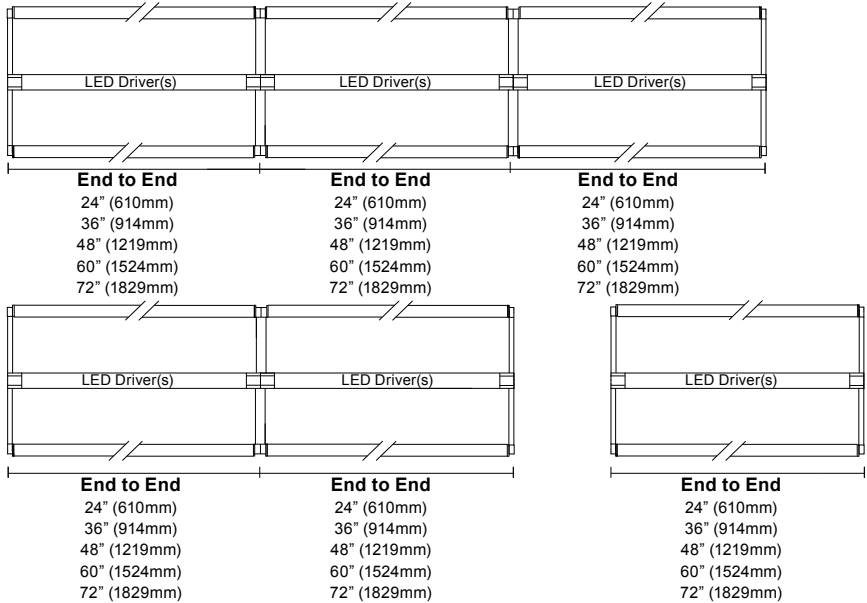 LED Driver(s)
LED Driver(s)
LED Driver(s)
End to End
24” (610mm)
36” (914mm)
48” (1219mm)
60” (1524mm)
72” (1829mm)
End to End
24” (610mm)
36” (914mm)
48” (1219mm)
60” (1524mm)
72” (1829mm)
End to End
24” (610mm)
36” (914mm)
48” (1219mm)
60” (1524mm)
72” (1829mm)
LED Driver(s)
LED Driver(s)
LED Driver(s)
End to End
24” (610mm)
36” (914mm)
48” (1219mm)
60” (1524mm)
72” (1829mm)
End to End
24” (610mm)
36” (914mm)
48” (1219mm)
60” (1524mm)
72” (1829mm)
End to End
24” (610mm)
36” (914mm)
48” (1219mm)
60” (1524mm)
72” (1829mm)